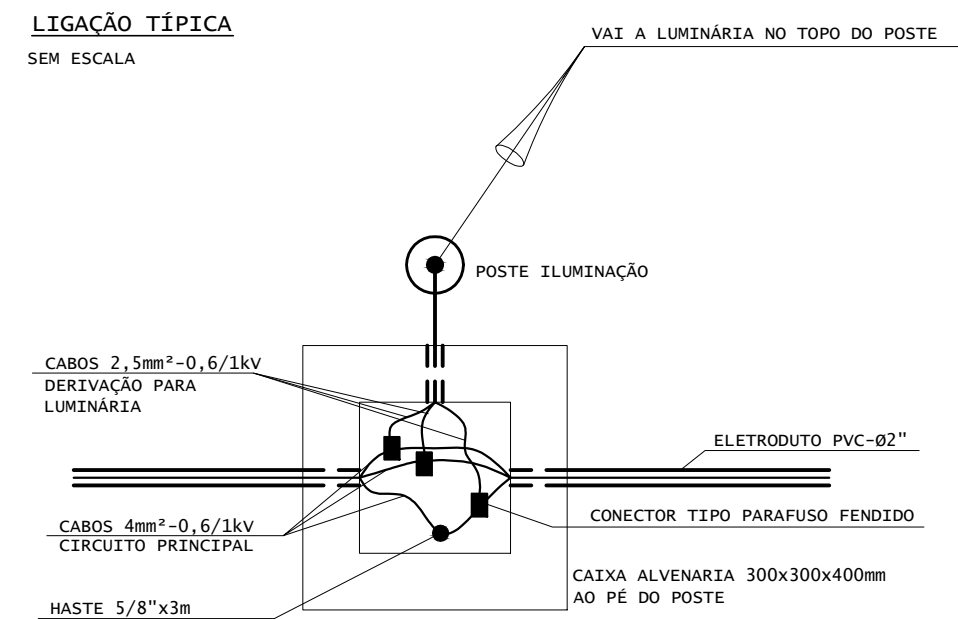 LIGAÇÃO TÍPICA
SEM ESCALA
VAI A LUMINÁRIA NO TOPO DO POSTE
POSTE ILUMINAÇÃO
CABOS 2,5mm²-0,6/1kV
DERIVAÇÃO PARA
LUMINÁRIA
ELETRODUTO PVC-Ø2"
CABOS 4mm²-0,6/1kV
CIRCUITO PRINCIPAL
CONECTOR TIPO PARAFUSO FENDIDO
CAIXA ALVENARIA 300x300x400mm
AO PÉ DO POSTE
HASTE 5/8"x3m